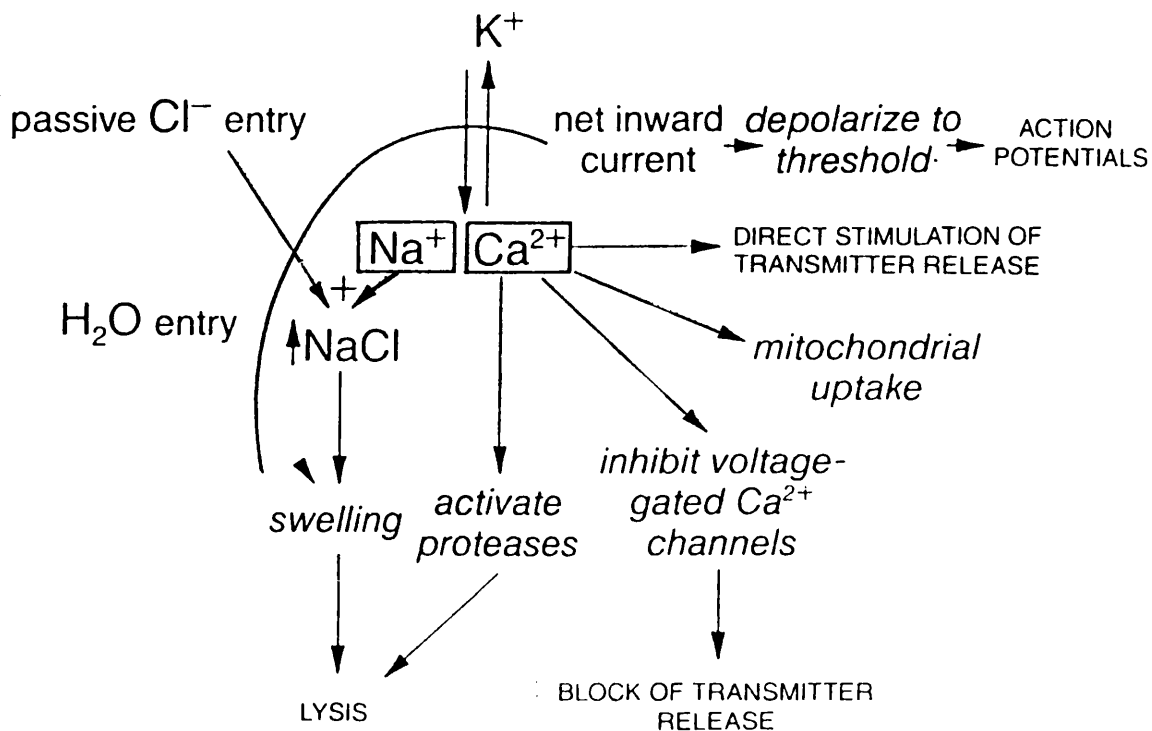 K⁺
passive Cl⁻ entry
net inward
current
depolarize to
threshold.
ACTION
POTENTIALS
Na⁺
Ca²⁺
DIRECT STIMULATION OF
TRANSMITTER RELEASE
+
H₂O entry
NaCl
mitochondrial
uptake
inhibit voltage-
gated Ca²⁺
channels
swelling
activate
proteases
LYSIS
BLOCK OF TRANSMITTER
RELEASE